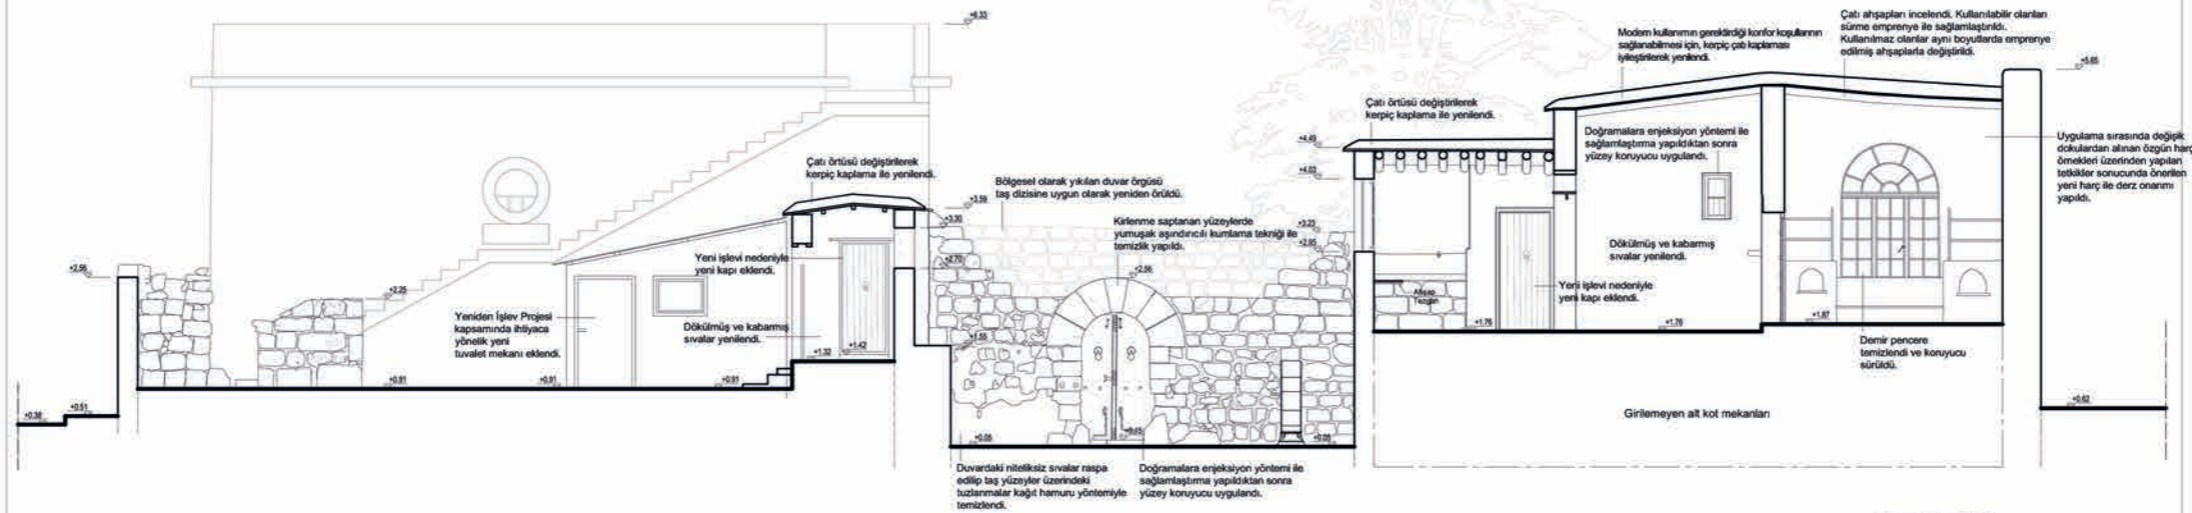 +6.33
Modern kullanımın gerektirdiği konfor koşullarının
sağlanabilmesi için, kerpiç çatı kaplaması
iyileştirilerek yenilendi.
Çatı ahşapları incelendi. Kullanılabilir olanları
sürme emprenye ile sağlamlaştırıldı.
Kullanılmaz olanlar aynı boyutlarda emprenye
edilmiş ahşaplarla değiştirildi.
+5.65
Çatı örtüsü değiştirilerek
kerpiç kaplama ile yenilendi.
+4.49
+4.03
Doğramalara enjeksiyon yöntemi ile
sağlamlaştırma yapıldıktan sonra
yüzey koruyucu uygulandı.
Uygulama sırasında değişik
dokulardan alınan özgün harç
örnekleri üzerinden yapılan
tetkikler sonucunda önerilen
yeni harç ile derz onarımı
yapıldı.
Çatı örtüsü değiştirilerek
kerpiç kaplama ile yenilendi.
Bölgesel olarak yıkılan duvar örgüsü
taş dizisine uygun olarak yeniden örüldü.
+3.59
+3.30
Kirlenme saptanan yüzeylerde
yumuşak aşındırıcılı kumlama tekniği ile
temizlik yapıldı.
+3.23
+2.95
Yeni işlevi nedeniyle
yeni kapı eklendi.
+2.70
+2.56
+2.56
Dökülmüş ve kabarmış
sıvalar yenilendi.
+2.25
Yeniden İşlev Projesi
kapsamında ihtiyaca
yönelik yeni
tuvalet mekanı eklendi.
Dökülmüş ve kabarmış
sıvalar yenilendi.
Ahşap
Tezgah
Yeni işlevi nedeniyle
yeni kapı eklendi.
+1.55
+1.32
+1.42
+1.76
+1.76
+1.87
Demir pencere
temizlendi ve koruyucu
sürüldü.
+0.91
+0.91
+0.91
+0.38
+0.51
+0.62
Girilemeyen alt kot mekanları
+0.05
+0.15
+0.05
Duvardaki niteliksiz sıvalar raspa
edilip taş yüzeyler üzerindeki
tuzlanmalar kağıt hamuru yöntemiyle
temizlendi.
Doğramalara enjeksiyon yöntemi ile
sağlamlaştırma yapıldıktan sonra
yüzey koruyucu uygulandı.